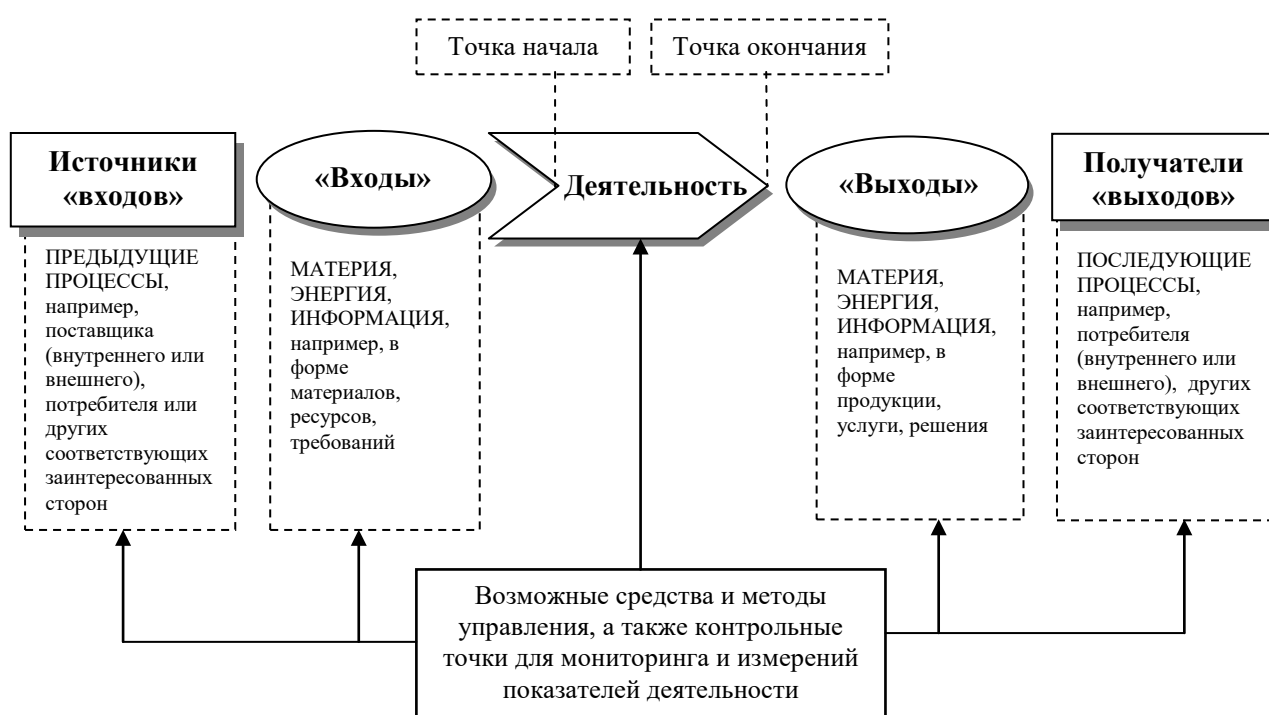 Точка начала
Точка окончания
Источники
«входов»
«Входы»
Деятельность
«Выходы»
Получатели
«выходов»
ПРЕДЫДУЩИЕ
ПРОЦЕССЫ,
например,
поставщика
(внутреннего или
внешнего),
потребителя или
других
соответствующих
заинтересованных
сторон
МАТЕРИЯ,
ЭНЕРГИЯ,
ИНФОРМАЦИЯ,
например, в
форме
материалов,
ресурсов,
требований
МАТЕРИЯ,
ЭНЕРГИЯ,
ИНФОРМАЦИЯ,
например, в
форме
продукции,
услуги, решения
ПОСЛЕДУЮЩИЕ
ПРОЦЕССЫ,
например,
потребителя
(внутреннего или
внешнего), других
соответствующих
заинтересованных
сторон
Возможные средства и методы
управления, а также контрольные
точки для мониторинга и измерений
показателей деятельности